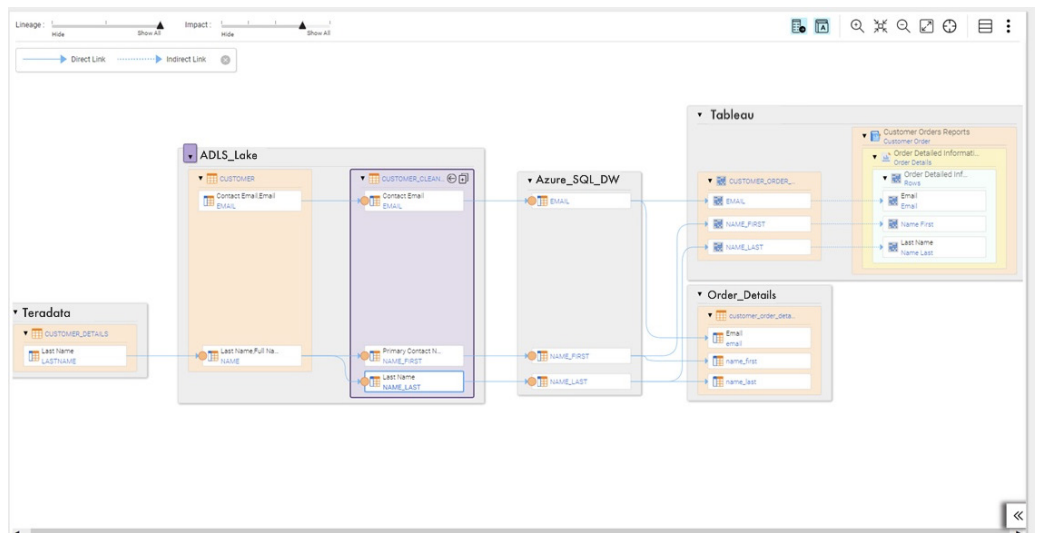 Lineage :
Hide
Show All
Impact :
Hide
Show All
Direct Link
Indirect Link
Tableau
Customer Orders Reports
Customer Order
Order Detailed Informati...
Order Details
Order Detailed Inf...
Rows
CUSTOMER_ORDER_...
EMAIL
Email
Email
NAME_FIRST
Name First
NAME_LAST
Last Name
Name Last
ADLS_Lake
CUSTOMER
Contact Email,Email
EMAIL
Last Name,Full Na...
NAME
CUSTOMER_CLEAN...
Contact Email
EMAIL
Primary Contact N...
NAME_FIRST
Last Name
NAME_LAST
Azure_SQL_DW
EMAIL
NAME_FIRST
NAME_LAST
Order_Details
customer_order_deta...
Email
email
name_first
name_last
Teradata
CUSTOMER_DETAILS
Last Name
LASTNAME